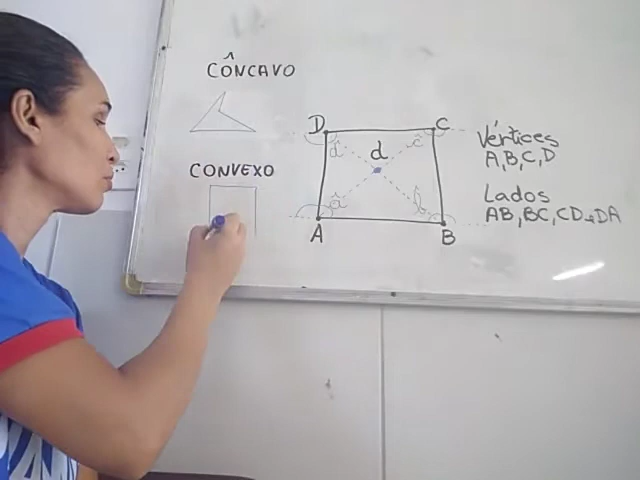 CÔNCAVO
CONVEXO
D
C
d
d̂
ĉ
â
b̂
A
B
Vértices
A, B, C, D
Lados
AB, BC, CD e DA